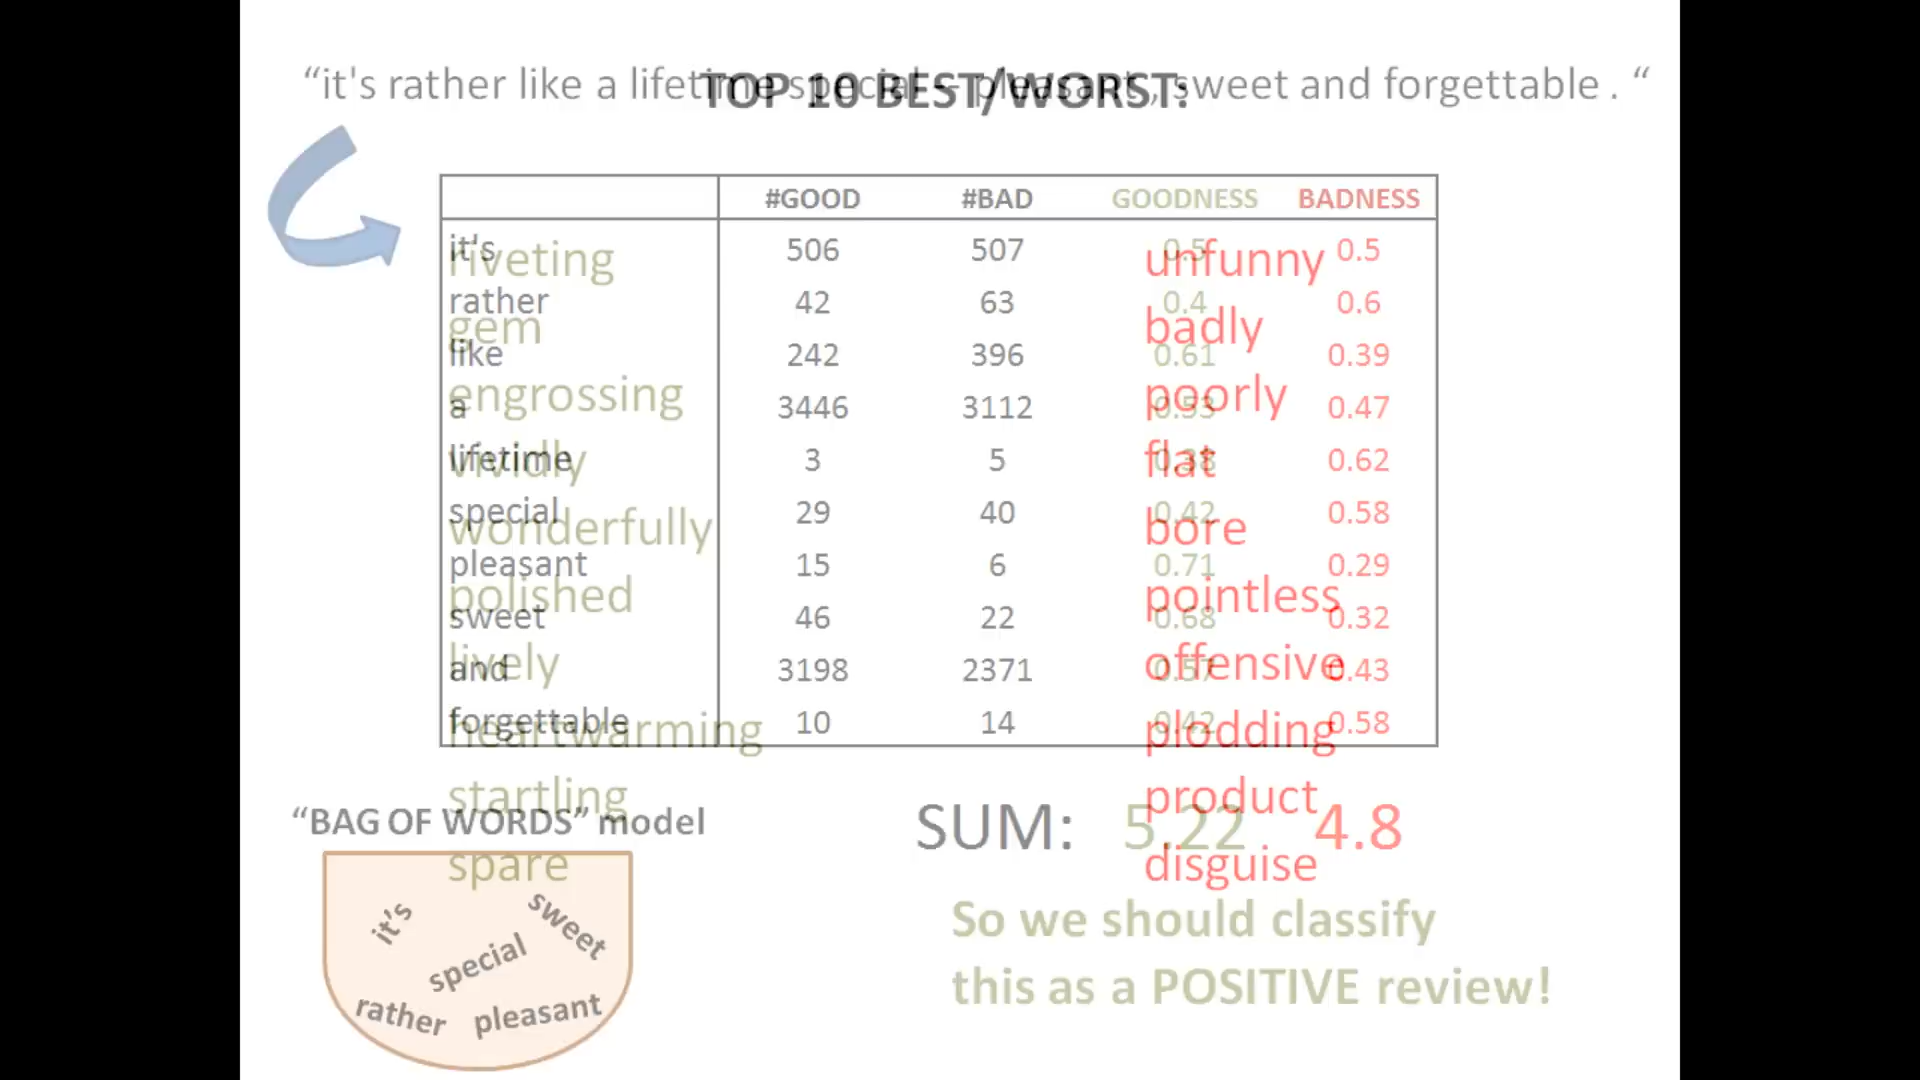 “it's rather like a lifetime special -- pleasant , sweet and forgettable . “
TOP 10 BEST/WORST:
#GOOD #BAD GOODNESS BADNESS
it's 506 507 0.5 0.5
rather 42 63 0.4 0.6
like 242 396 0.61 0.39
a 3446 3112 0.53 0.47
lifetime 3 5 0.38 0.62
special 29 40 0.42 0.58
pleasant 15 6 0.71 0.29
sweet 46 22 0.68 0.32
and 3198 2371 0.57 0.43
forgettable 10 14 0.42 0.58
riveting unfunny
gem badly
engrossing poorly
vividly flat
wonderfully bore
polished pointless
lively offensive
heartwarming plodding
startling product
spare disguise
“BAG OF WORDS” model
SUM: 5.22 4.8
it's
sweet
special
rather
pleasant
So we should classify
this as a POSITIVE review!